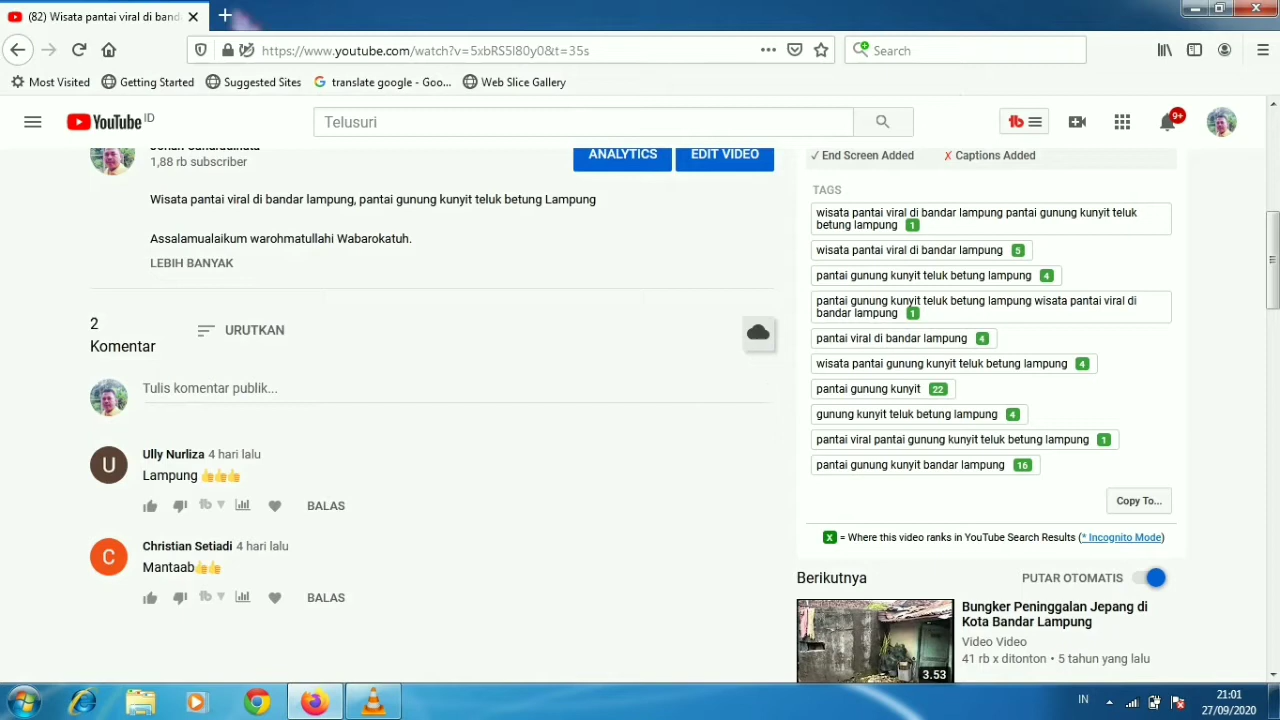 (82) Wisata pantai viral di band
https://www.youtube.com/watch?v=5xbRS5I80y0&t=35s
Search
Most Visited
Getting Started
Suggested Sites
translate google - Goo...
Web Slice Gallery
YouTube ID
Telusuri
tb
9+
1,88 rb subscriber
ANALYTICS
EDIT VIDEO
Wisata pantai viral di bandar lampung, pantai gunung kunyit teluk betung Lampung
Assalamualaikum warohmatullahi Wabarokatuh.
LEBIH BANYAK
2
Komentar
URUTKAN
Tulis komentar publik...
U
Ully Nurliza 4 hari lalu
Lampung 👍👍👍
tb
BALAS
C
Christian Setiadi 4 hari lalu
Mantaab👍👍
tb
BALAS
✓ End Screen Added
✗ Captions Added
TAGS
wisata pantai viral di bandar lampung pantai gunung kunyit teluk
betung lampung 1
wisata pantai viral di bandar lampung 5
pantai gunung kunyit teluk betung lampung 4
pantai gunung kunyit teluk betung lampung wisata pantai viral di
bandar lampung 1
pantai viral di bandar lampung 4
wisata pantai gunung kunyit teluk betung lampung 4
pantai gunung kunyit 22
gunung kunyit teluk betung lampung 4
pantai viral pantai gunung kunyit teluk betung lampung 1
pantai gunung kunyit bandar lampung 16
Copy To...
X = Where this video ranks in YouTube Search Results (* Incognito Mode)
Berikutnya
PUTAR OTOMATIS
Bungker Peninggalan Jepang di
Kota Bandar Lampung
Video Video
41 rb x ditonton • 5 tahun yang lalu
3.53
IN
21:01
27/09/2020